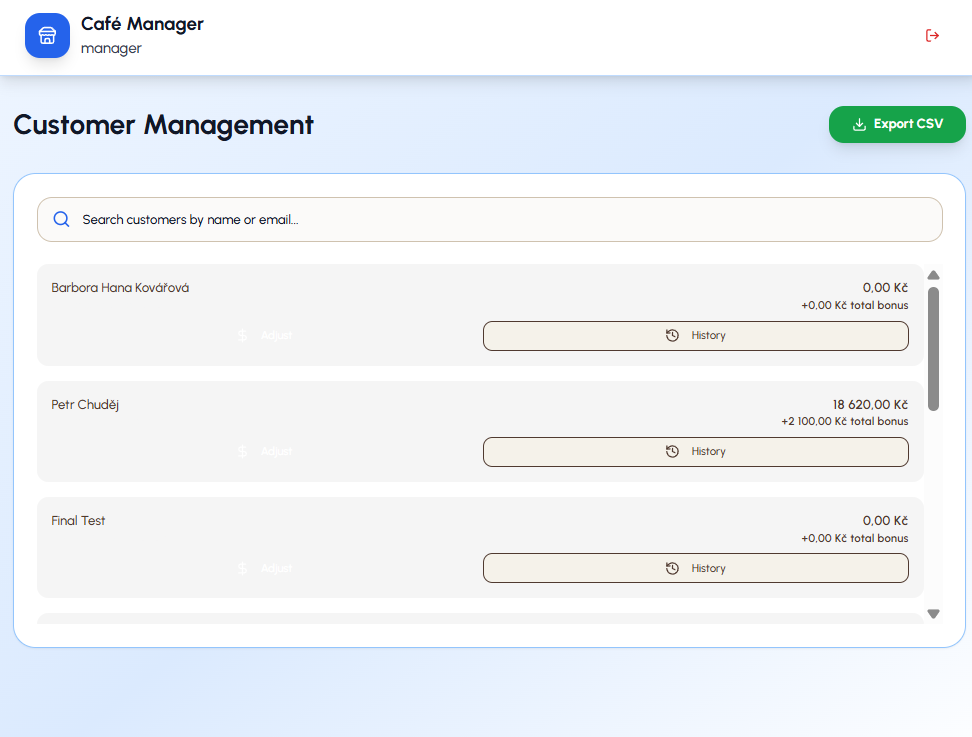 Café Manager
manager
Customer Management
Export CSV
Search customers by name or email...
Barbora Hana Kovářová
0,00 Kč
+0,00 Kč total bonus
$ Adjust
History
Petr Chuděj
18 620,00 Kč
+2 100,00 Kč total bonus
$ Adjust
History
Final Test
0,00 Kč
+0,00 Kč total bonus
$ Adjust
History